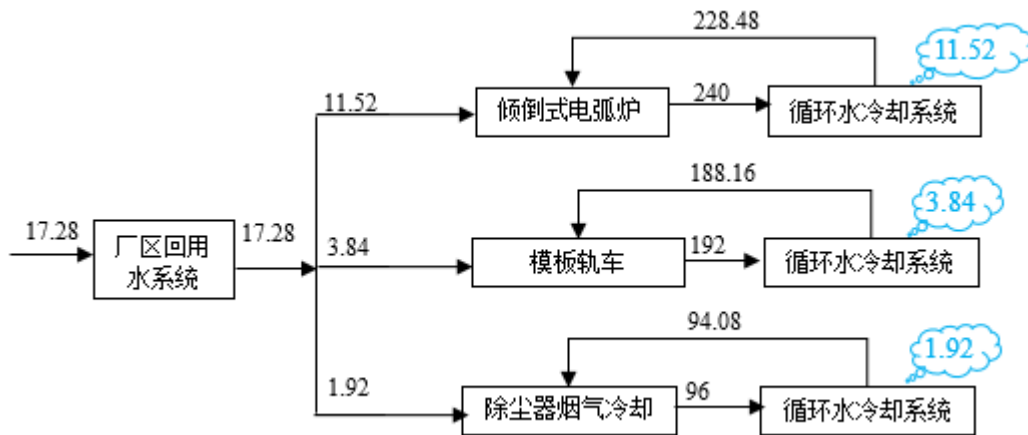 228.48
11.52
11.52
倾倒式电弧炉
240
循环水冷却系统
188.16
3.84
17.28
厂区回用
水系统
17.28
3.84
模板轨车
192
循环水冷却系统
94.08
1.92
1.92
除尘器烟气冷却
96
循环水冷却系统